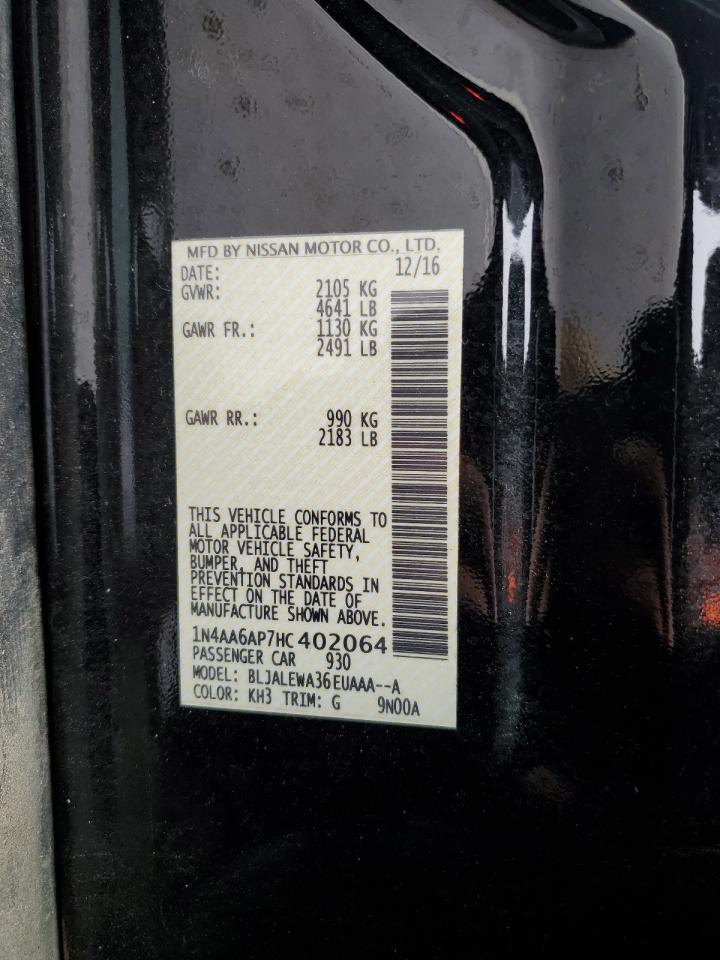 MFD BY NISSAN MOTOR CO., LTD.
DATE: 12/16
GVWR: 2105 KG
4641 LB
GAWR FR.: 1130 KG
2491 LB
GAWR RR.: 990 KG
2183 LB
THIS VEHICLE CONFORMS TO
ALL APPLICABLE FEDERAL
MOTOR VEHICLE SAFETY,
BUMPER, AND THEFT
PREVENTION STANDARDS IN
EFFECT ON THE DATE OF
MANUFACTURE SHOWN ABOVE.
1N4AA6AP7HC402064
PASSENGER CAR 930
MODEL: BLJALEWA36EUAAA--A
COLOR: KH3 TRIM: G 9N00A